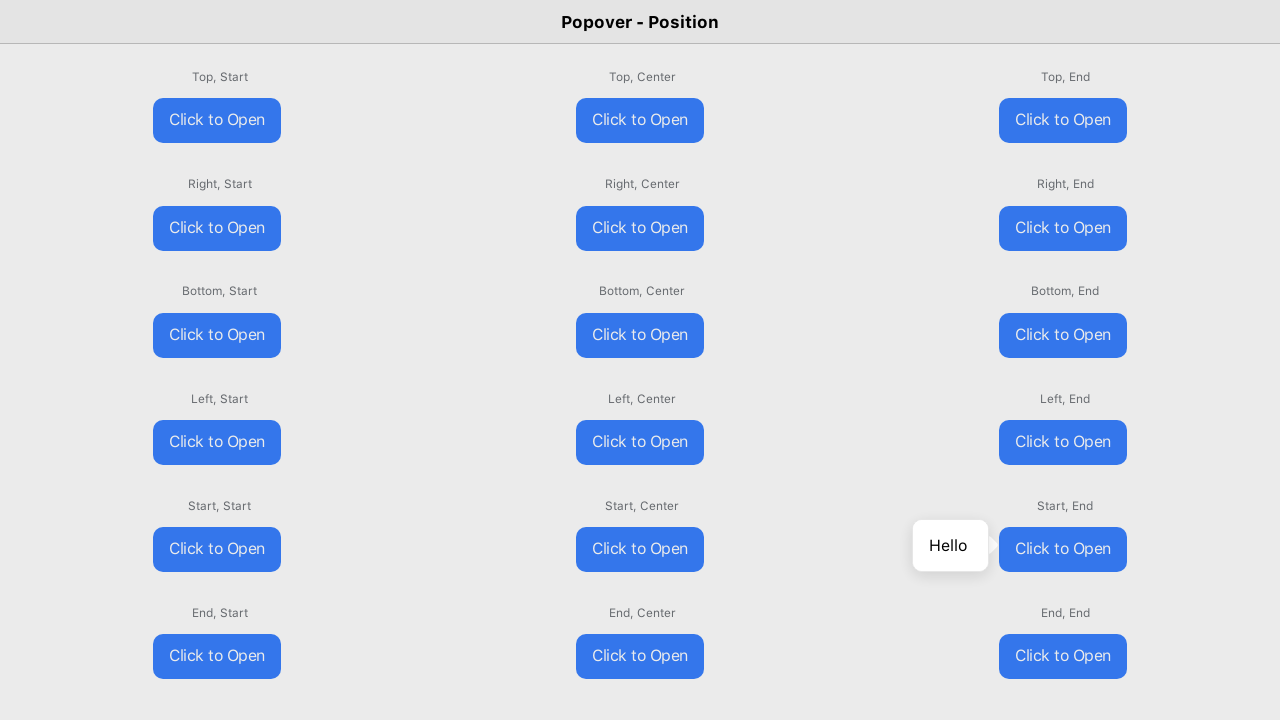 Popover - Position
Top, Start
Top, Center
Top, End
Click to Open
Click to Open
Click to Open
Right, Start
Right, Center
Right, End
Click to Open
Click to Open
Click to Open
Bottom, Start
Bottom, Center
Bottom, End
Click to Open
Click to Open
Click to Open
Left, Start
Left, Center
Left, End
Click to Open
Click to Open
Click to Open
Start, Start
Start, Center
Start, End
Click to Open
Click to Open
Hello
Click to Open
End, Start
End, Center
End, End
Click to Open
Click to Open
Click to Open